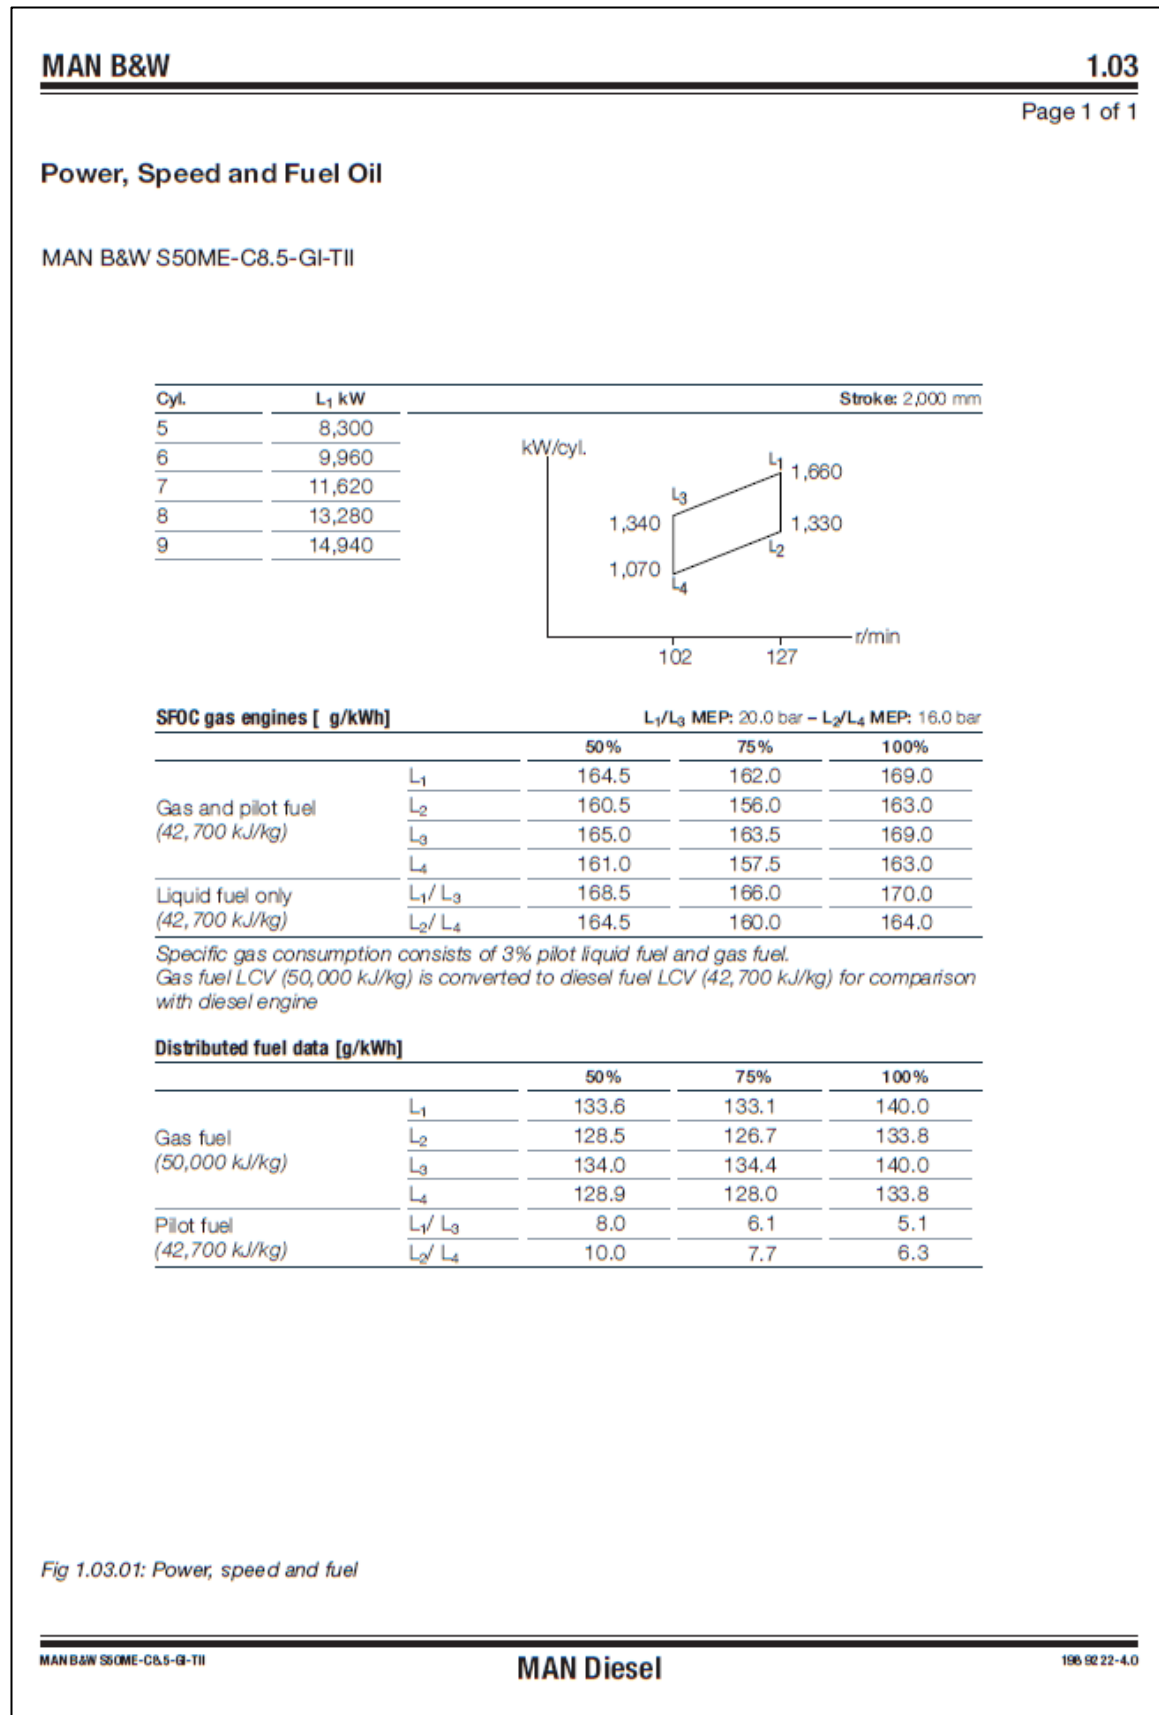 MAN B&W 1.03
Page 1 of 1
Power, Speed and Fuel Oil
MAN B&W S50ME-C8.5-GI-TII
Cyl. L₁ kW Stroke: 2,000 mm
5 8,300
6 9,960
7 11,620
8 13,280
9 14,940
kW/cyl.
L₁ 1,660
L₃
1,340 1,330
L₂
1,070
L₄
r/min
102 127
SFOC gas engines [ g/kWh] L₁/L₃ MEP: 20.0 bar – L₂/L₄ MEP: 16.0 bar
50% 75% 100%
L₁ 164.5 162.0 169.0
Gas and pilot fuel L₂ 160.5 156.0 163.0
(42,700 kJ/kg) L₃ 165.0 163.5 169.0
L₄ 161.0 157.5 163.0
Liquid fuel only L₁/ L₃ 168.5 166.0 170.0
(42,700 kJ/kg) L₂/ L₄ 164.5 160.0 164.0
Specific gas consumption consists of 3% pilot liquid fuel and gas fuel.
Gas fuel LCV (50,000 kJ/kg) is converted to diesel fuel LCV (42,700 kJ/kg) for comparison
with diesel engine
Distributed fuel data [g/kWh]
50% 75% 100%
L₁ 133.6 133.1 140.0
Gas fuel L₂ 128.5 126.7 133.8
(50,000 kJ/kg) L₃ 134.0 134.4 140.0
L₄ 128.9 128.0 133.8
Pilot fuel L₁/ L₃ 8.0 6.1 5.1
(42,700 kJ/kg) L₂/ L₄ 10.0 7.7 6.3
Fig 1.03.01: Power, speed and fuel
MAN B&W S50ME-C8.5-GI-TII MAN Diesel 198 92 22-4.0